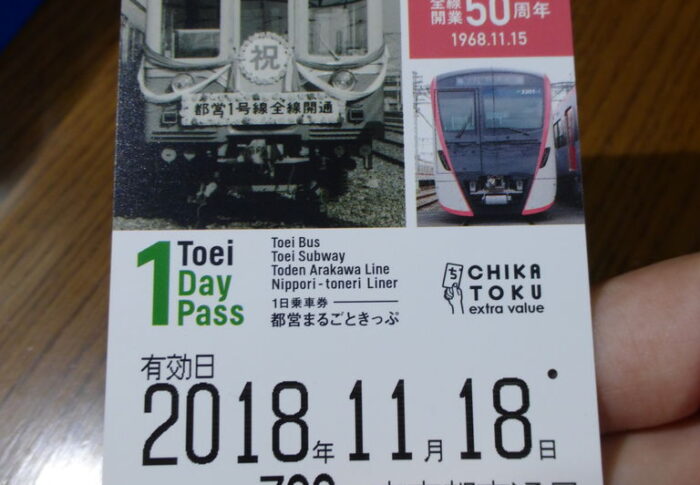 全線
開業50周年
1968.11.15
祝
都営1号線全線開通
1 Toei Day Pass
Toei Bus
Toei Subway
Toden Arakawa Line
Nippori - toneri Liner
1日乗車券
都営まるごときっぷ
ち
CHIKA
TOKU
extra value
有効日
2018年11月18日